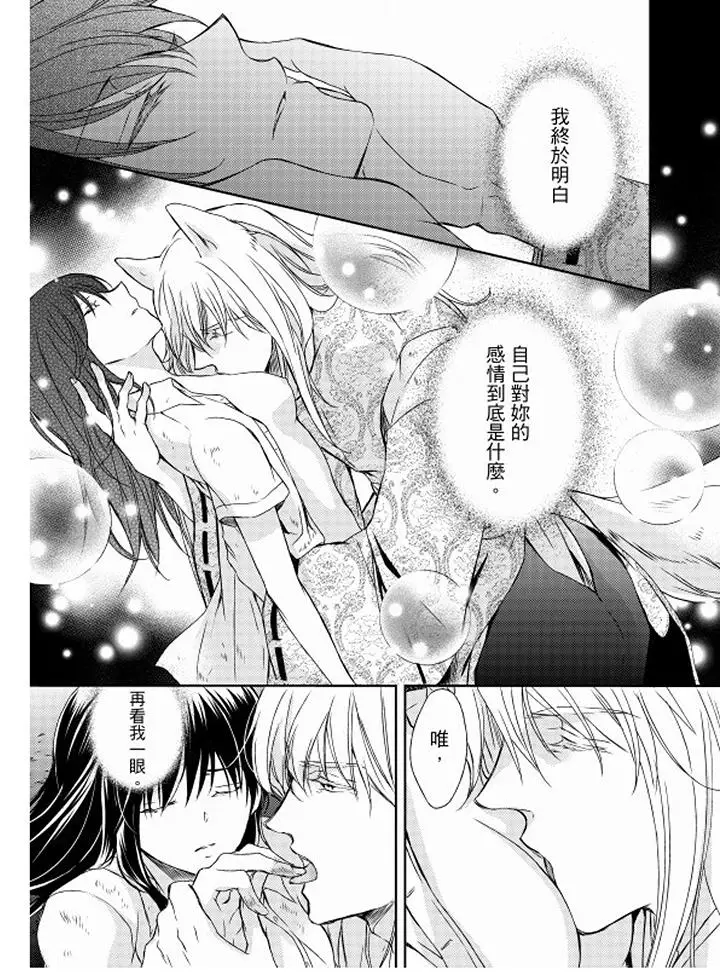 我終於明白
自己對妳的
感情到底是什麼。
唯，
再看我一眼。